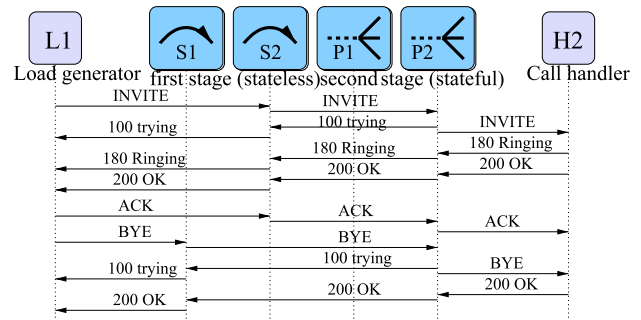 L1 S1 S2 P1 P2 H2
Load generator first stage (stateless) second stage (stateful) Call handler
INVITE
INVITE
100 trying
100 trying
INVITE
180 Ringing
180 Ringing
180 Ringing
200 OK
200 OK
200 OK
ACK
ACK
ACK
BYE
BYE
100 trying
100 trying
BYE
200 OK
200 OK
200 OK